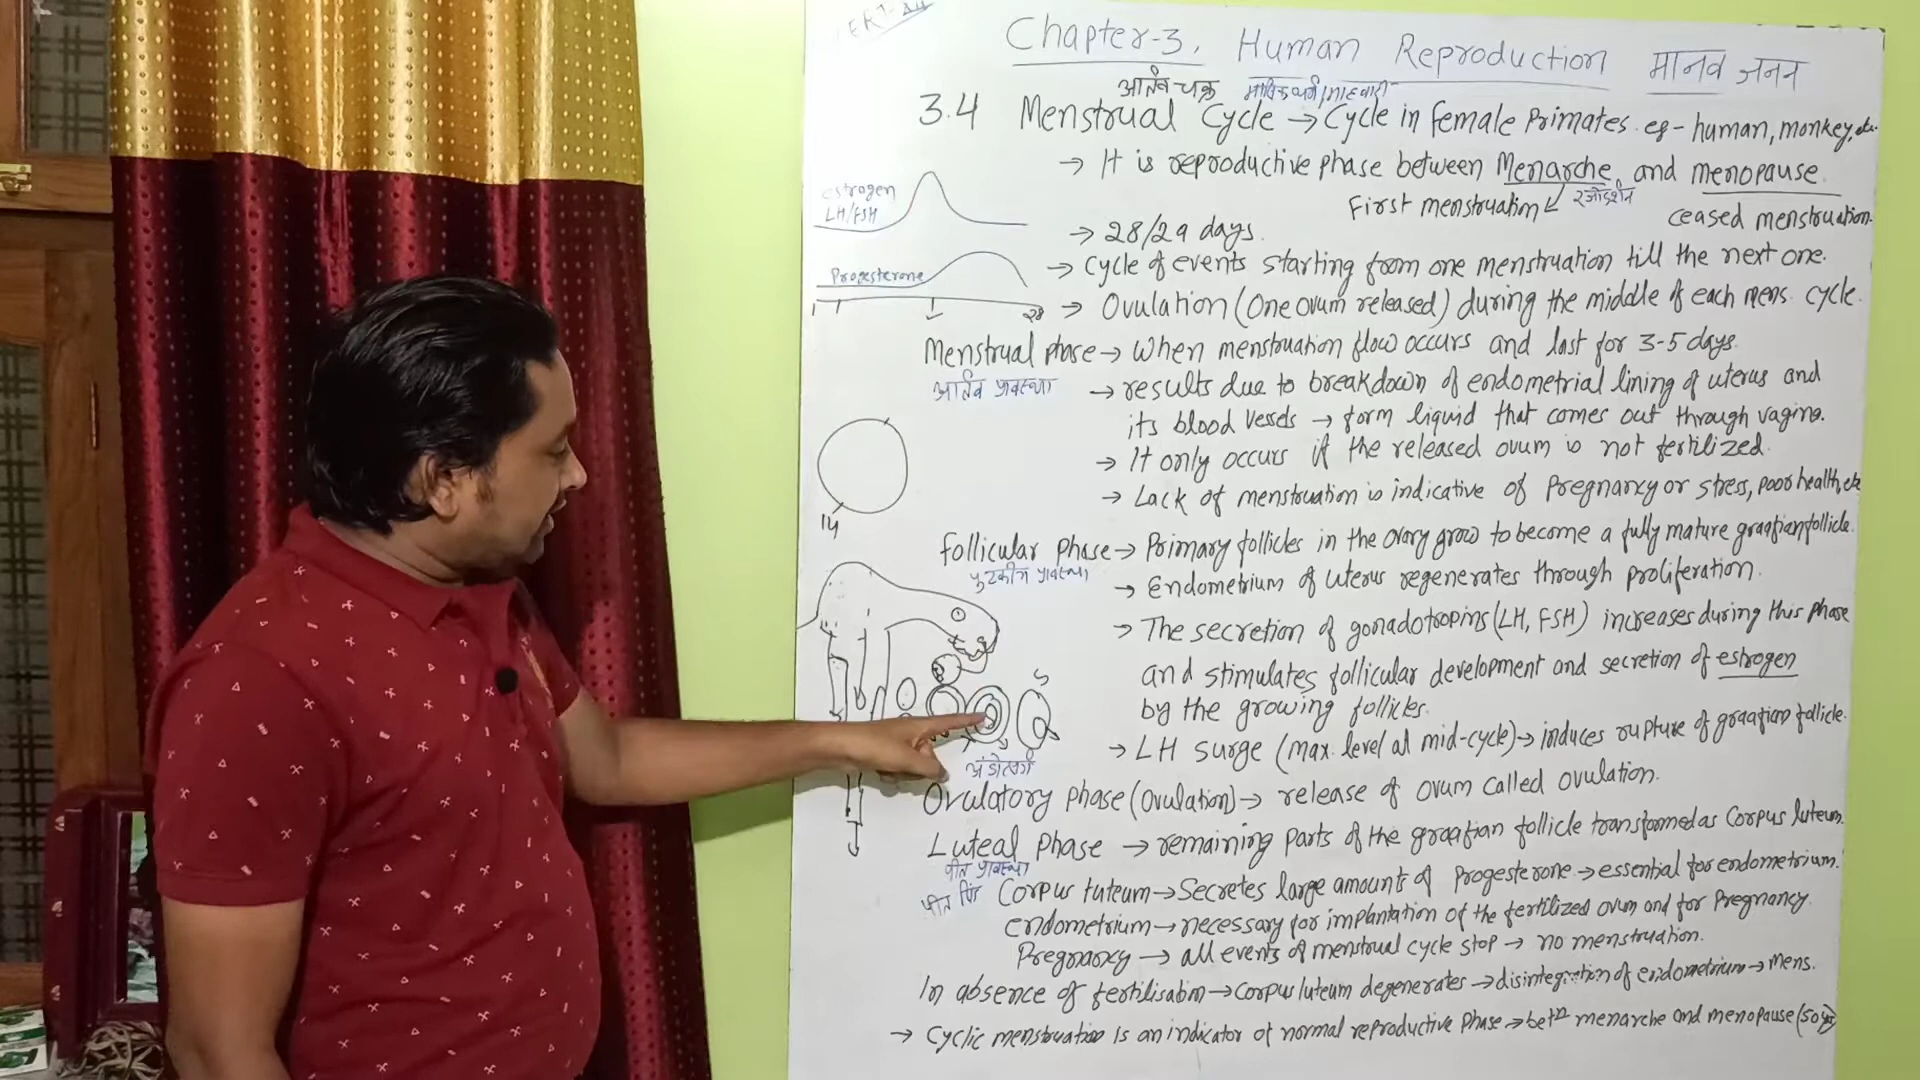 Chapter-3. Human Reproduction मानव जनन
आर्तव चक्र
3.4 Menstrual Cycle → Cycle in female primates. eg - human, monkey, etc.
→ It is reproductive phase between Menarche and menopause.
First menstruation रजोदर्शन ceased menstruation.
→ 28/29 days.
→ Cycle of events starting from one menstruation till the next one.
→ Ovulation (One ovum released) during the middle of each mens. cycle.
estrogen
LH/FSH
Progesterone
1
28
Menstrual phase → When menstruation flow occurs and last for 3-5 days.
आर्तव प्रावस्था
→ results due to breakdown of endometrial lining of uterus and
its blood vessels → form liquid that comes out through vagina.
→ It only occurs if the released ovum is not fertilized.
→ Lack of menstruation is indicative of Pregnancy or stress, poor health, etc
14
follicular phase → Primary follicles in the ovary grow to become a fully mature graafian follicle.
पुटकीय प्रावस्था
→ Endometrium of uterus regenerates through proliferation.
→ The secretion of gonadotropins (LH, FSH) increases during this phase
and stimulates follicular development and secretion of estrogen
by the growing follicles.
→ LH surge (max. level at mid-cycle) → induces rupture of graafian follicle.
अंडोत्सर्ग
Ovulatory phase (Ovulation) → release of ovum called ovulation.
Luteal phase → remaining parts of the graafian follicle transformed as Corpus luteum.
पीत प्रावस्था
पीत पिंड Corpus luteum → Secretes large amounts of Progesterone → essential for endometrium.
endometrium → necessary for implantation of the fertilized ovum and for Pregnancy.
Pregnancy → all events of menstrual cycle stop → no menstruation.
In absence of fertilisation → corpus luteum degenerates → disintegration of endometrium → mens.
→ Cyclic menstruation is an indicator of normal reproductive phase → betn menarche and menopause (50 yrs)